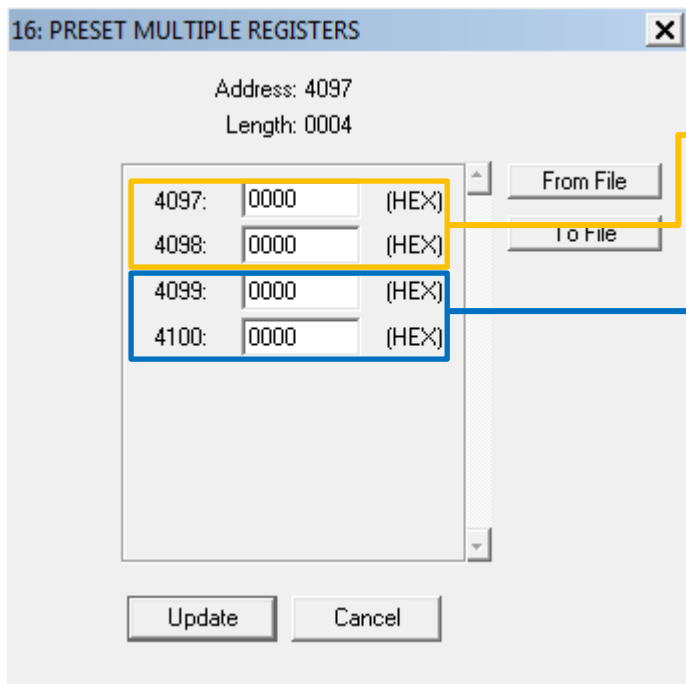 16: PRESET MULTIPLE REGISTERS
Address: 4097
Length: 0004
4097: 0000 (HEX)
From File
4098: 0000 (HEX)
To File
4099: 0000 (HEX)
4100: 0000 (HEX)
Update Cancel